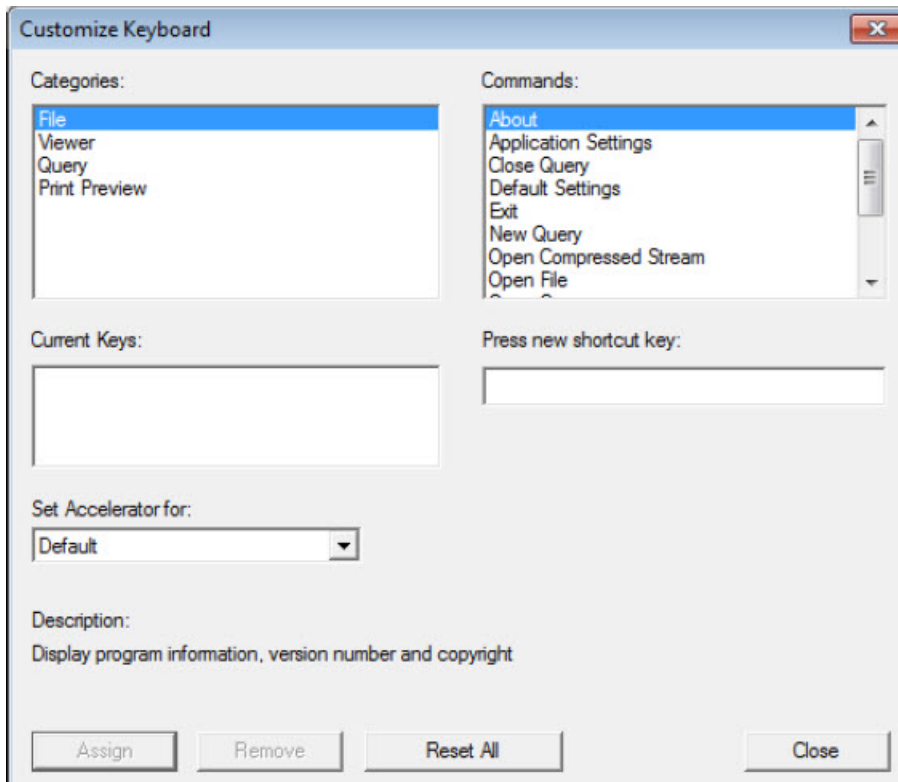 Customize Keyboard
Categories:
File
Viewer
Query
Print Preview
Commands:
About
Application Settings
Close Query
Default Settings
Exit
New Query
Open Compressed Stream
Open File
Current Keys:
Press new shortcut key:
Set Accelerator for:
Default
Description:
Display program information, version number and copyright
Assign
Remove
Reset All
Close